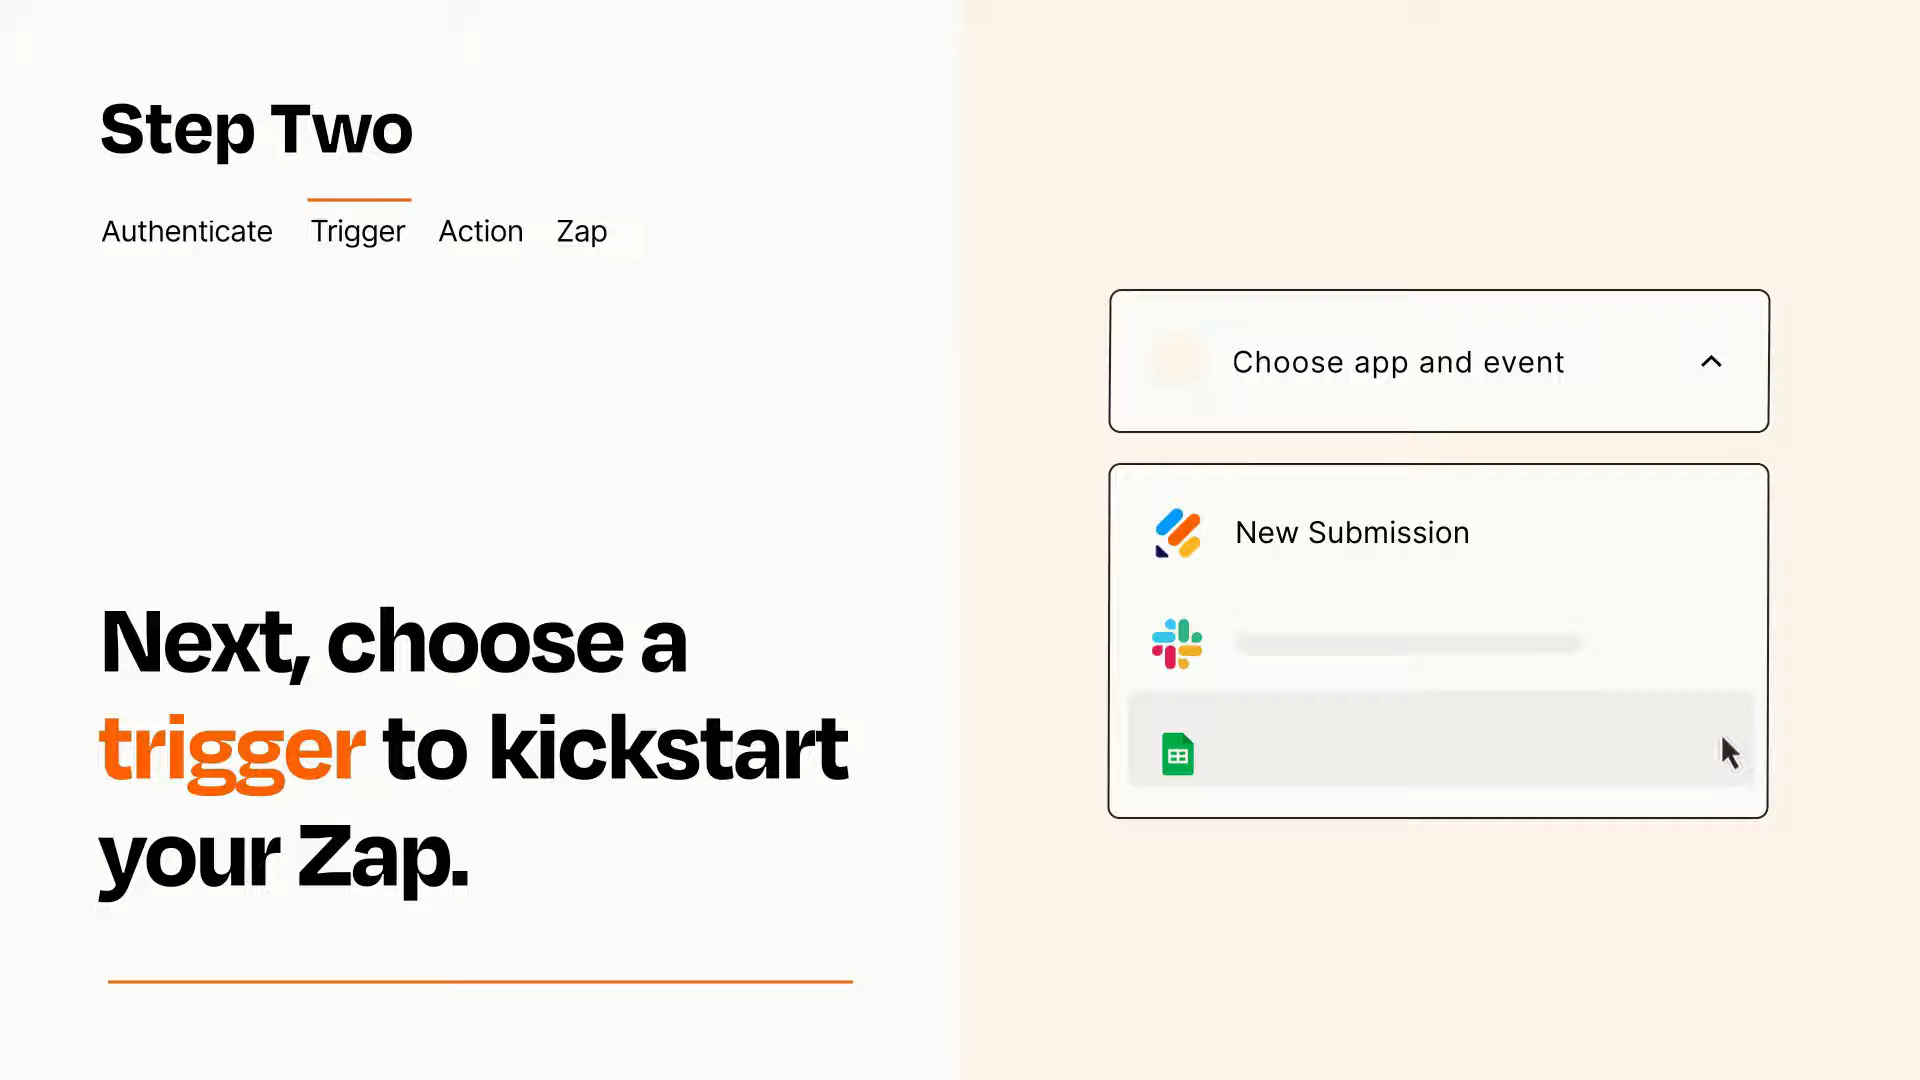 Step Two
Authenticate Trigger Action Zap
Next, choose a
trigger to kickstart
your Zap.
Choose app and event
New Submission